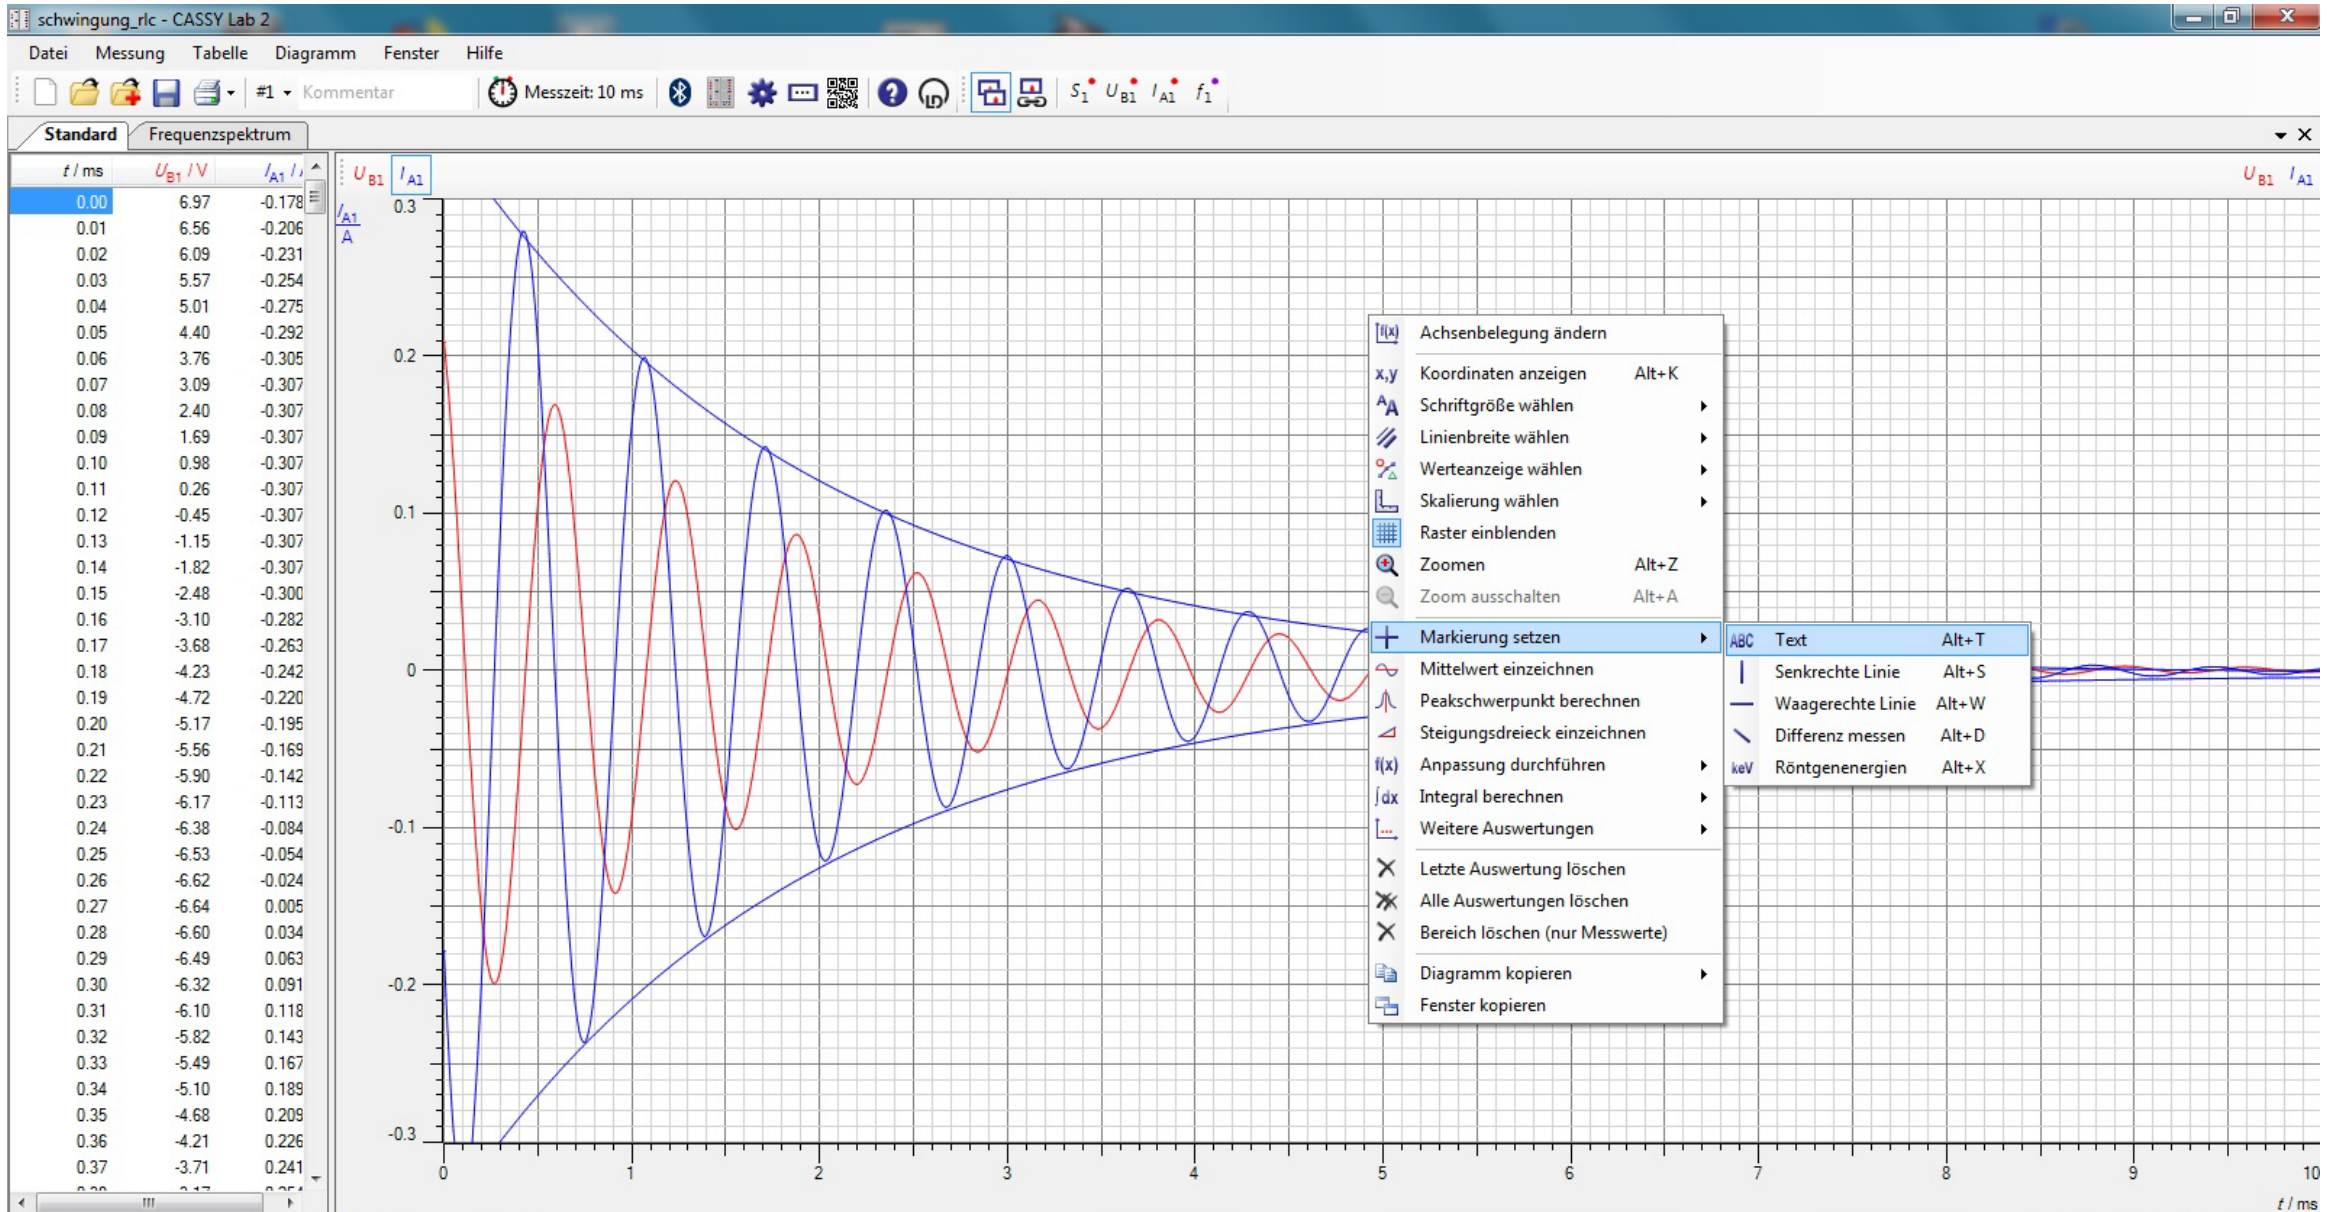 schwingung_rlc - CASSY Lab 2
Datei Messung Tabelle Diagramm Fenster Hilfe
#1 Kommentar Messzeit: 10 ms S1 UB1 IA1 f1
Standard Frequenzspektrum
t / ms UB1 / V IA1 /
UB1 IA1
UB1 IA1
0.00 6.97 -0.178
0.01 6.56 -0.206
0.02 6.09 -0.231
0.03 5.57 -0.254
0.04 5.01 -0.275
0.05 4.40 -0.292
0.06 3.76 -0.305
0.07 3.09 -0.307
0.08 2.40 -0.307
0.09 1.69 -0.307
0.10 0.98 -0.307
0.11 0.26 -0.307
0.12 -0.45 -0.307
0.13 -1.15 -0.307
0.14 -1.82 -0.307
0.15 -2.48 -0.300
0.16 -3.10 -0.282
0.17 -3.68 -0.263
0.18 -4.23 -0.242
0.19 -4.72 -0.220
0.20 -5.17 -0.195
0.21 -5.56 -0.169
0.22 -5.90 -0.142
0.23 -6.17 -0.113
0.24 -6.38 -0.084
0.25 -6.53 -0.054
0.26 -6.62 -0.024
0.27 -6.64 0.005
0.28 -6.60 0.034
0.29 -6.49 0.063
0.30 -6.32 0.091
0.31 -6.10 0.118
0.32 -5.82 0.143
0.33 -5.49 0.167
0.34 -5.10 0.189
0.35 -4.68 0.209
0.36 -4.21 0.226
0.37 -3.71 0.241
IA1
A
0.3
0.2
0.1
0
-0.1
-0.2
-0.3
0 1 2 3 4 5 6 7 8 9 10
t / ms
f(x) Achsenbelegung ändern
x,y Koordinaten anzeigen Alt+K
AA Schriftgröße wählen
Linienbreite wählen
Werteanzeige wählen
Skalierung wählen
Raster einblenden
Zoomen Alt+Z
Zoom ausschalten Alt+A
Markierung setzen
Mittelwert einzeichnen
Peakschwerpunkt berechnen
Steigungsdreieck einzeichnen
f(x) Anpassung durchführen
∫dx Integral berechnen
Weitere Auswertungen
Letzte Auswertung löschen
Alle Auswertungen löschen
Bereich löschen (nur Messwerte)
Diagramm kopieren
Fenster kopieren
ABC Text Alt+T
Senkrechte Linie Alt+S
Waagerechte Linie Alt+W
Differenz messen Alt+D
keV Röntgenenergien Alt+X